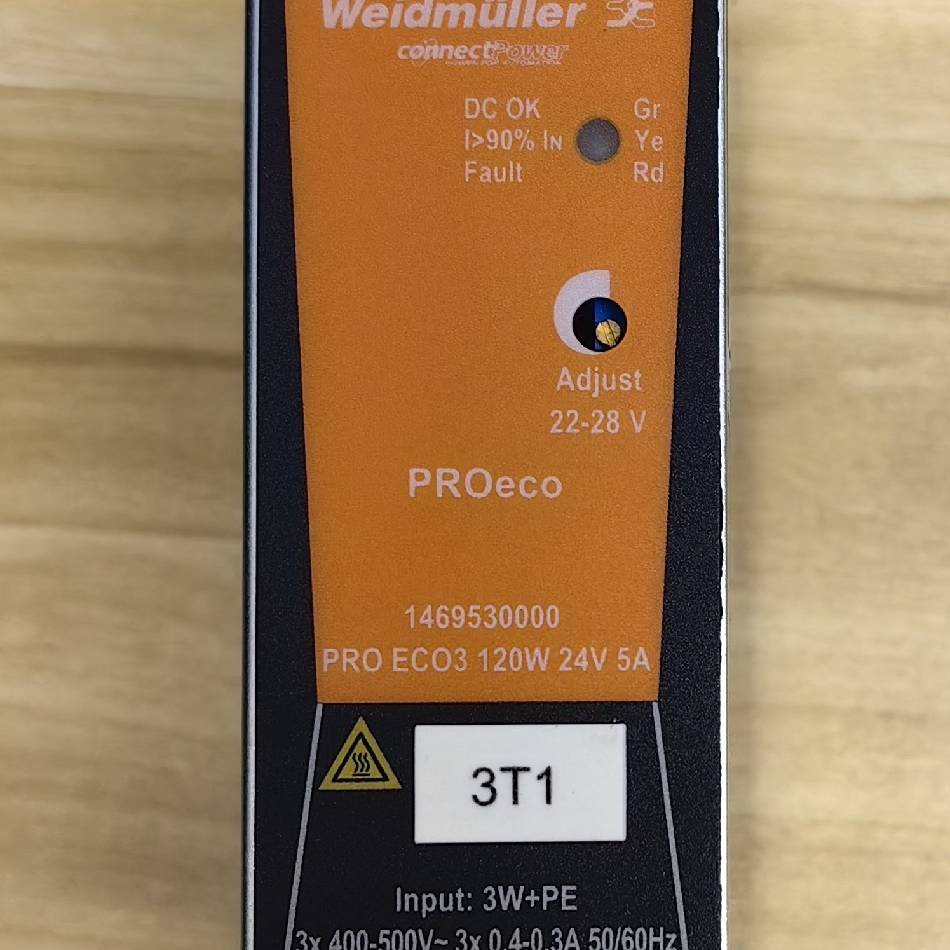 Weidmüller
connectPower
DC OK Gr
I>90% IN Ye
Fault Rd
Adjust
22-28 V
PROeco
1469530000
PRO ECO3 120W 24V 5A
3T1
Input: 3W+PE
3x 400-500V~ 3x 0.4-0.3A 50/60Hz